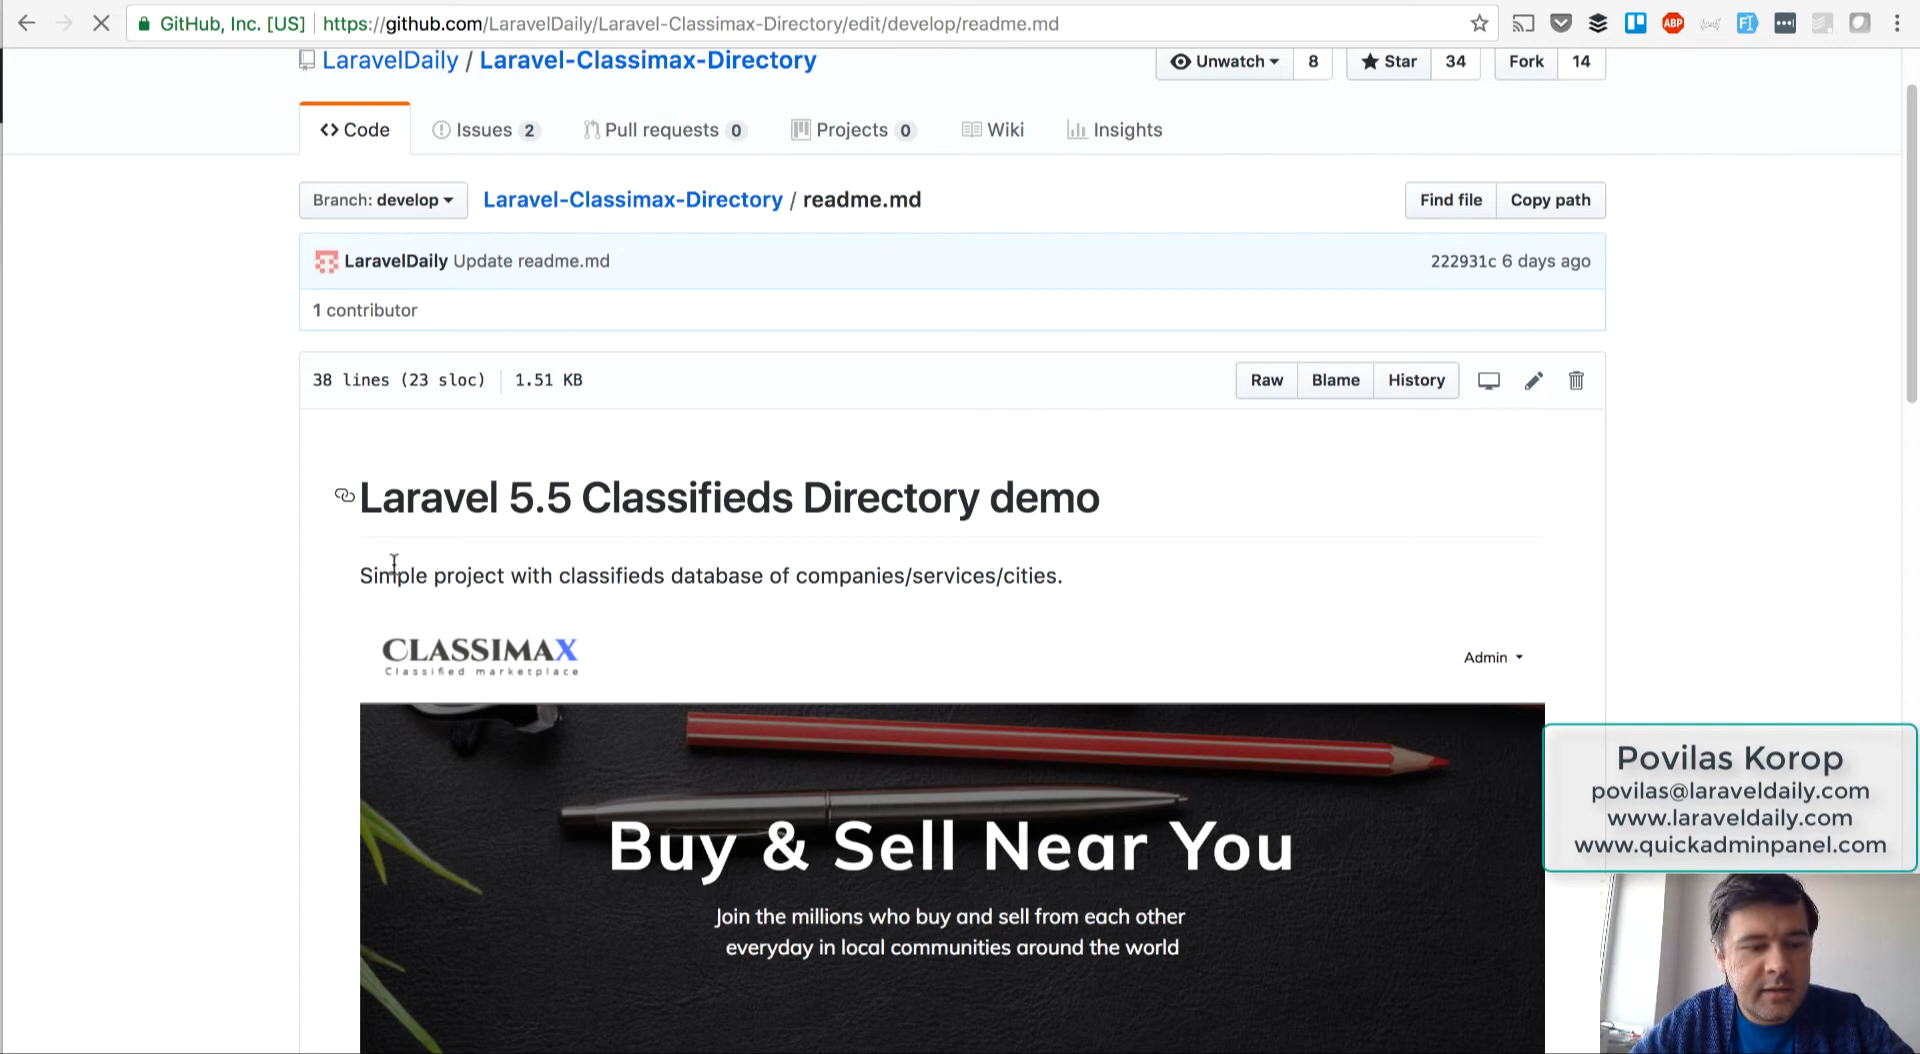 GitHub, Inc. [US] https://github.com/LaravelDaily/Laravel-Classimax-Directory/edit/develop/readme.md
ABP
LaravelDaily / Laravel-Classimax-Directory
Unwatch 8 Star 34 Fork 14
Code Issues 2 Pull requests 0 Projects 0 Wiki Insights
Branch: develop Laravel-Classimax-Directory / readme.md Find file Copy path
LaravelDaily Update readme.md 222931c 6 days ago
1 contributor
38 lines (23 sloc) 1.51 KB Raw Blame History
Laravel 5.5 Classifieds Directory demo
Simple project with classifieds database of companies/services/cities.
CLASSIMAX
Classified marketplace
Admin
Buy & Sell Near You
Join the millions who buy and sell from each other
everyday in local communities around the world
Povilas Korop
povilas@laraveldaily.com
www.laraveldaily.com
www.quickadminpanel.com